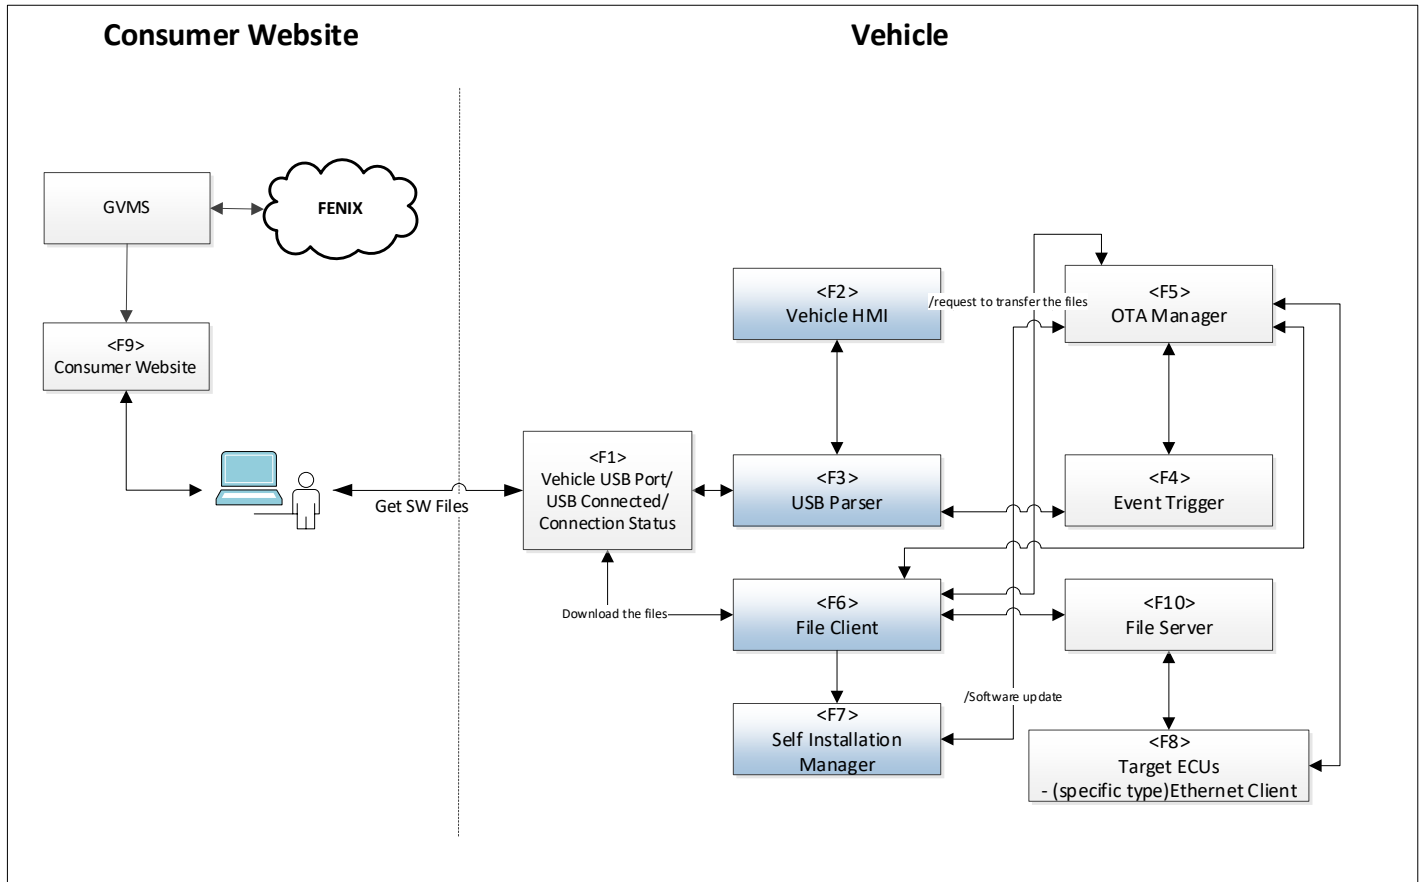 Consumer Website
Vehicle
GVMS
FENIX
<F9>
Consumer Website
Get SW Files
<F1>
Vehicle USB Port/
USB Connected/
Connection Status
Download the files
<F2>
Vehicle HMI
/request to transfer the files
<F5>
OTA Manager
<F3>
USB Parser
<F4>
Event Trigger
<F6>
File Client
<F10>
File Server
/Software update
<F7>
Self Installation
Manager
<F8>
Target ECUs
- (specific type)Ethernet Client